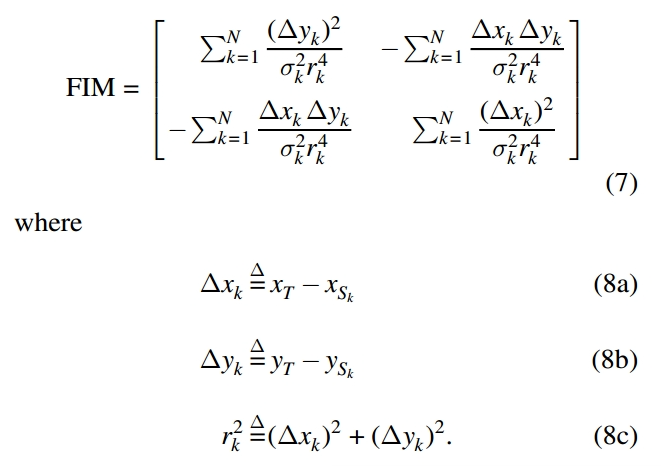 FIM = [ ∑_{k=1}^{N} (Δy_k)^2 / (σ_k^2 r_k^4)   −∑_{k=1}^{N} Δx_k Δy_k / (σ_k^2 r_k^4)
−∑_{k=1}^{N} Δx_k Δy_k / (σ_k^2 r_k^4)   ∑_{k=1}^{N} (Δx_k)^2 / (σ_k^2 r_k^4) ]
(7)
where
Δx_k ≜ x_T − x_{S_k} (8a)
Δy_k ≜ y_T − y_{S_k} (8b)
r_k^2 ≜ (Δx_k)^2 + (Δy_k)^2. (8c)